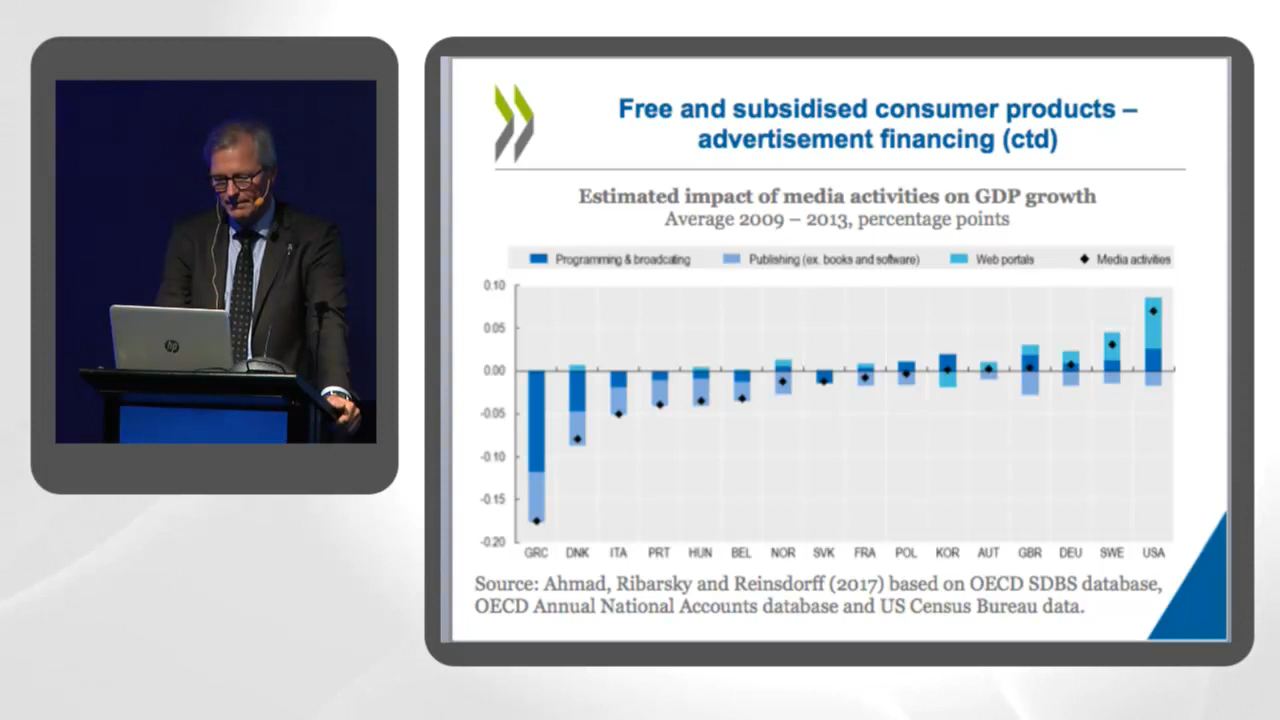 Free and subsidised consumer products –
advertisement financing (ctd)
Estimated impact of media activities on GDP growth
Average 2009 – 2013, percentage points
Programming & broadcating Publishing (ex. books and software) Web portals Media activities
0.10
0.05
0.00
-0.05
-0.10
-0.15
-0.20
GRC DNK ITA PRT HUN BEL NOR SVK FRA POL KOR AUT GBR DEU SWE USA
Source: Ahmad, Ribarsky and Reinsdorff (2017) based on OECD SDBS database,
OECD Annual National Accounts database and US Census Bureau data.
hp